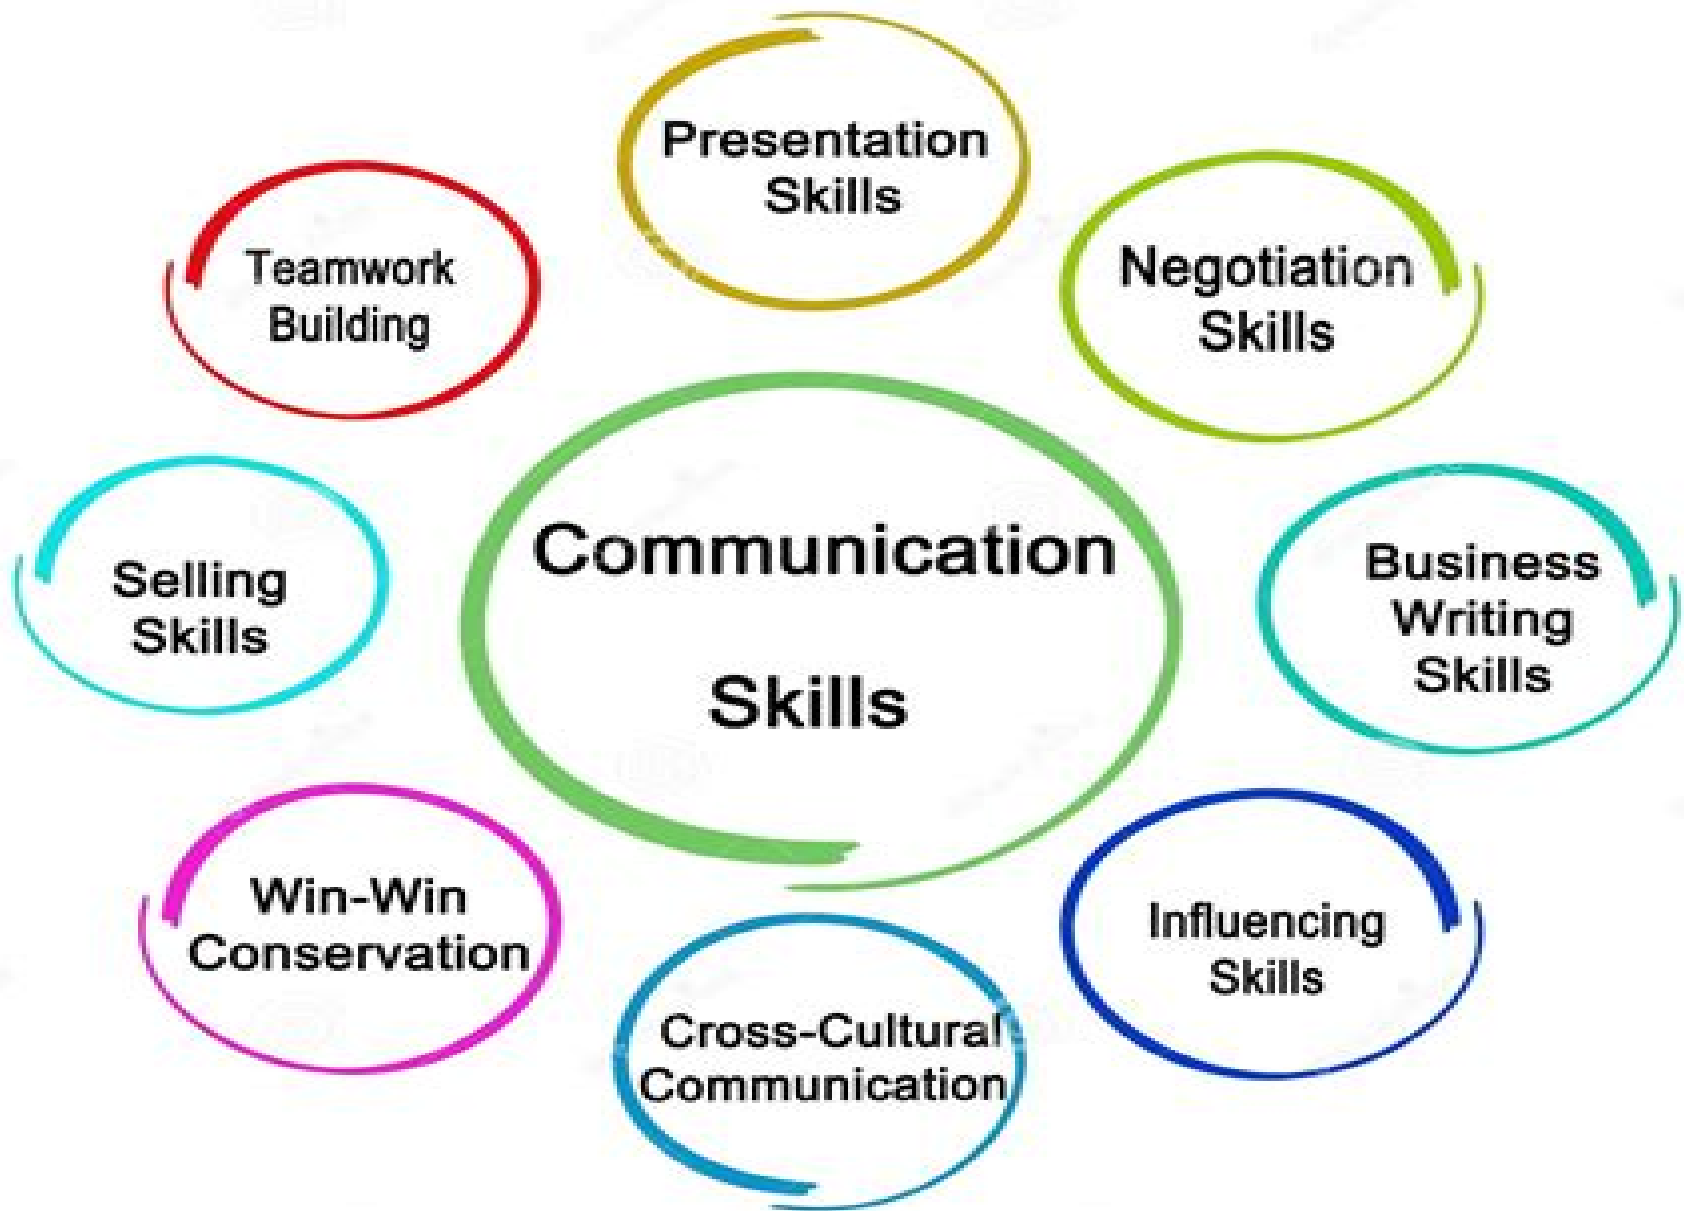 Presentation
Skills
Negotiation
Skills
Business
Writing
Skills
Influencing
Skills
Cross-Cultural
Communication
Win-Win
Conservation
Selling
Skills
Teamwork
Building
Communication
Skills